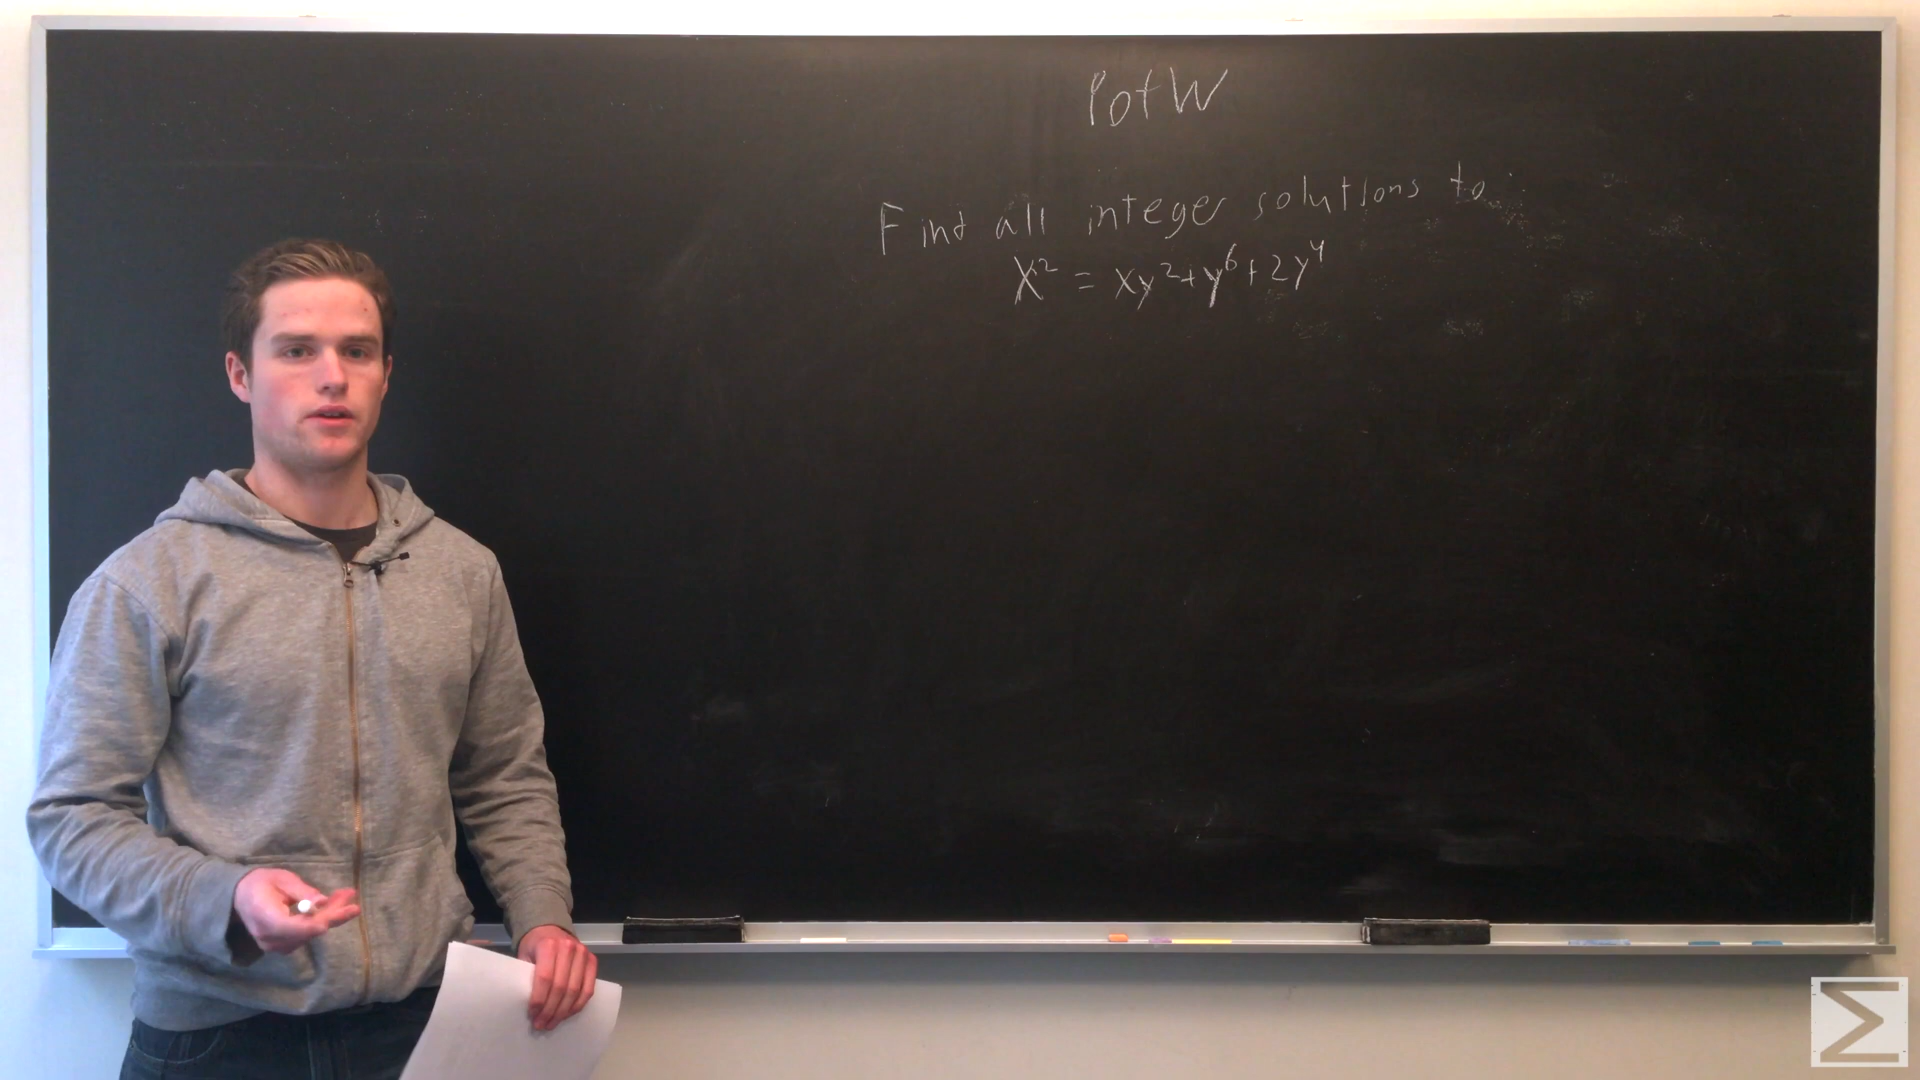 PotW
Find all integer solutions to:
x² = xy² + y⁶ + 2y⁴
Σ